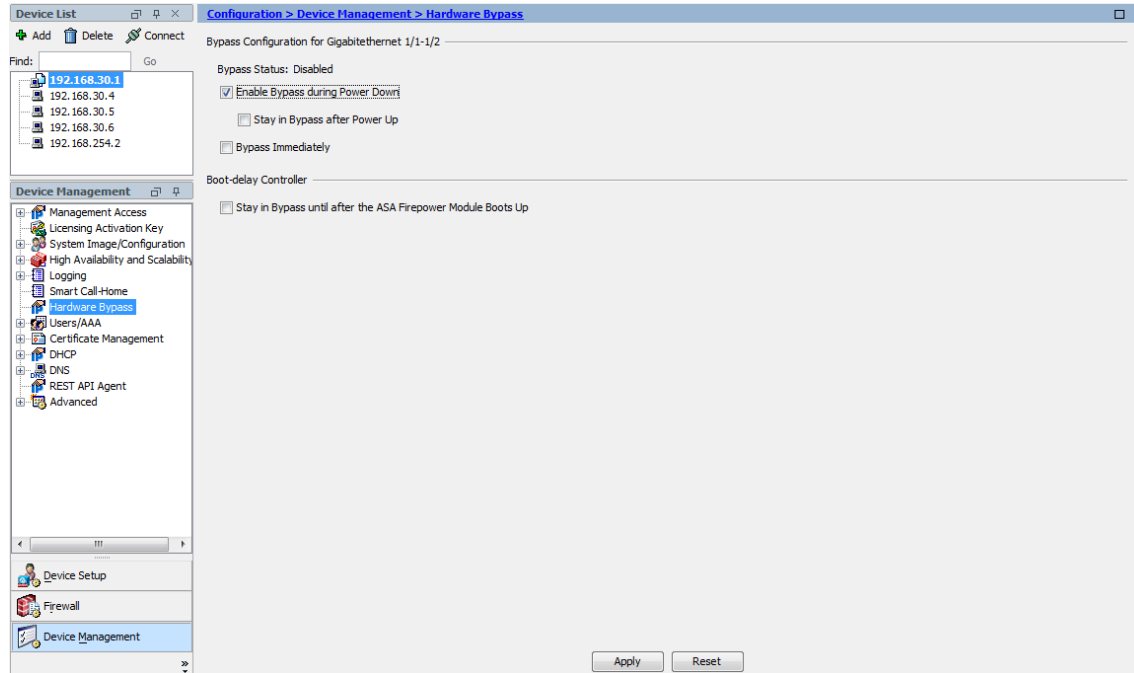 Device List
Add Delete Connect
Find: Go
192.168.30.1
192.168.30.4
192.168.30.5
192.168.30.6
192.168.254.2
Device Management
Management Access
Licensing Activation Key
System Image/Configuration
High Availability and Scalability
Logging
Smart Call-Home
Hardware Bypass
Users/AAA
Certificate Management
DHCP
DNS
REST API Agent
Advanced
Device Setup
Firewall
Device Management
Configuration > Device Management > Hardware Bypass
Bypass Configuration for Gigabitethernet 1/1-1/2
Bypass Status: Disabled
Enable Bypass during Power Down
Stay in Bypass after Power Up
Bypass Immediately
Boot-delay Controller
Stay in Bypass until after the ASA Firepower Module Boots Up
Apply Reset